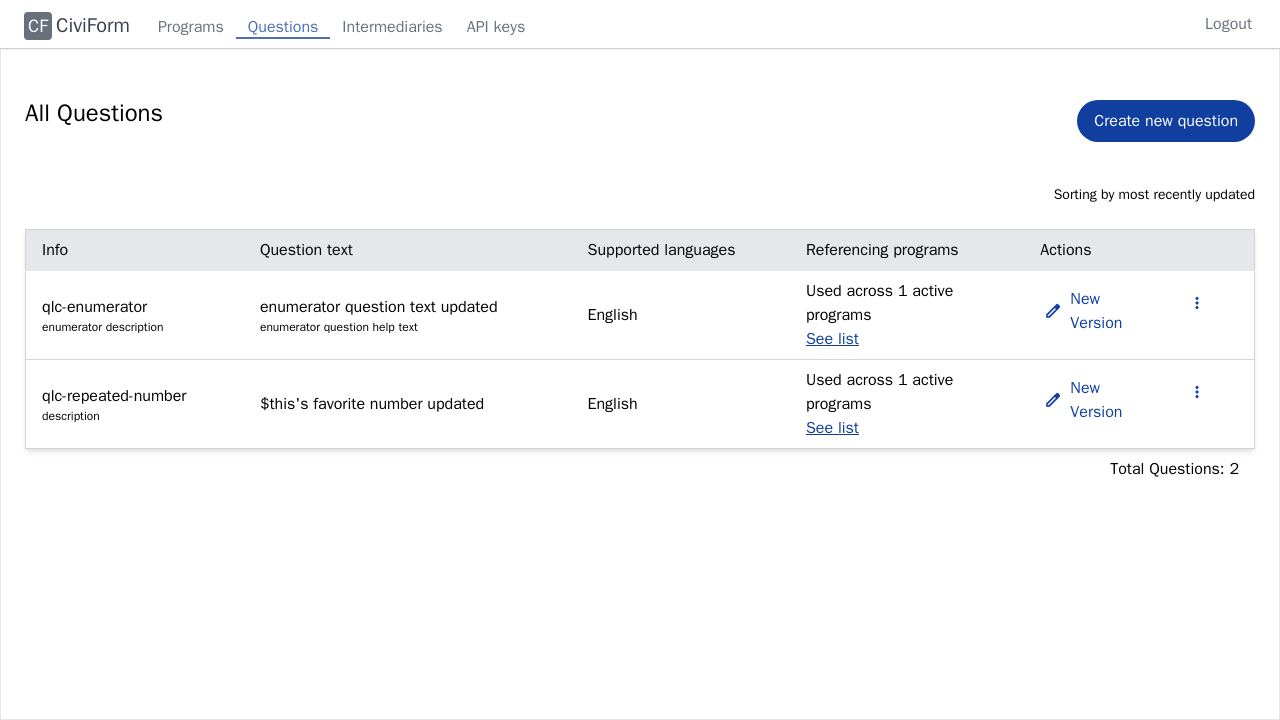 CF CiviForm Programs Questions Intermediaries API keys Logout
All Questions
Create new question
Sorting by most recently updated
Info Question text Supported languages Referencing programs Actions
qlc-enumerator
enumerator description
enumerator question text updated
enumerator question help text
English
Used across 1 active
programs
See list
New
Version
qlc-repeated-number
description
$this's favorite number updated
English
Used across 1 active
programs
See list
New
Version
Total Questions: 2